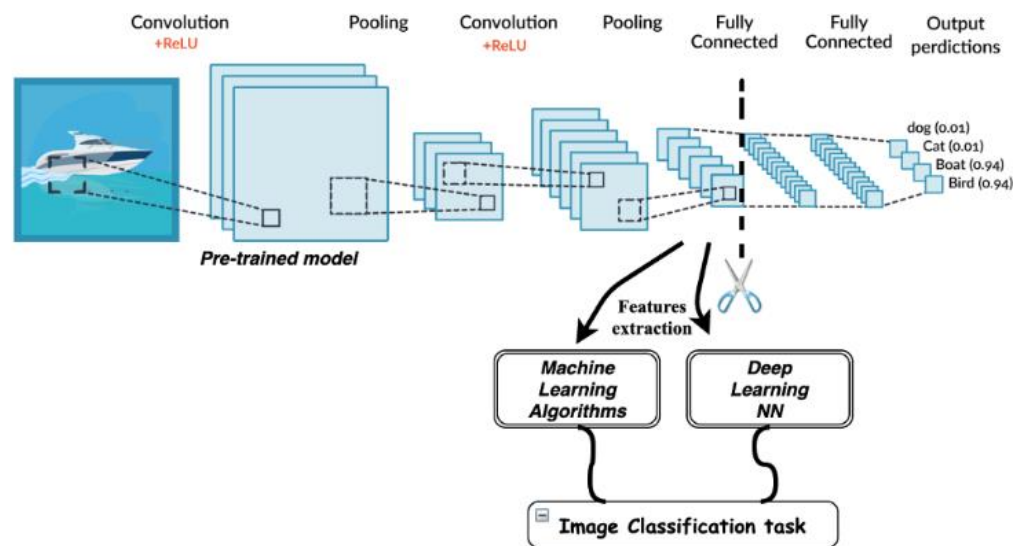 Convolution
+ReLU
Pooling
Convolution
+ReLU
Pooling
Fully
Connected
Fully
Connected
Output
perdictions
dog (0.01)
Cat (0.01)
Boat (0.94)
Bird (0.94)
Pre-trained model
Features
extraction
Machine
Learning
Algorithms
Deep
Learning
NN
Image Classification task